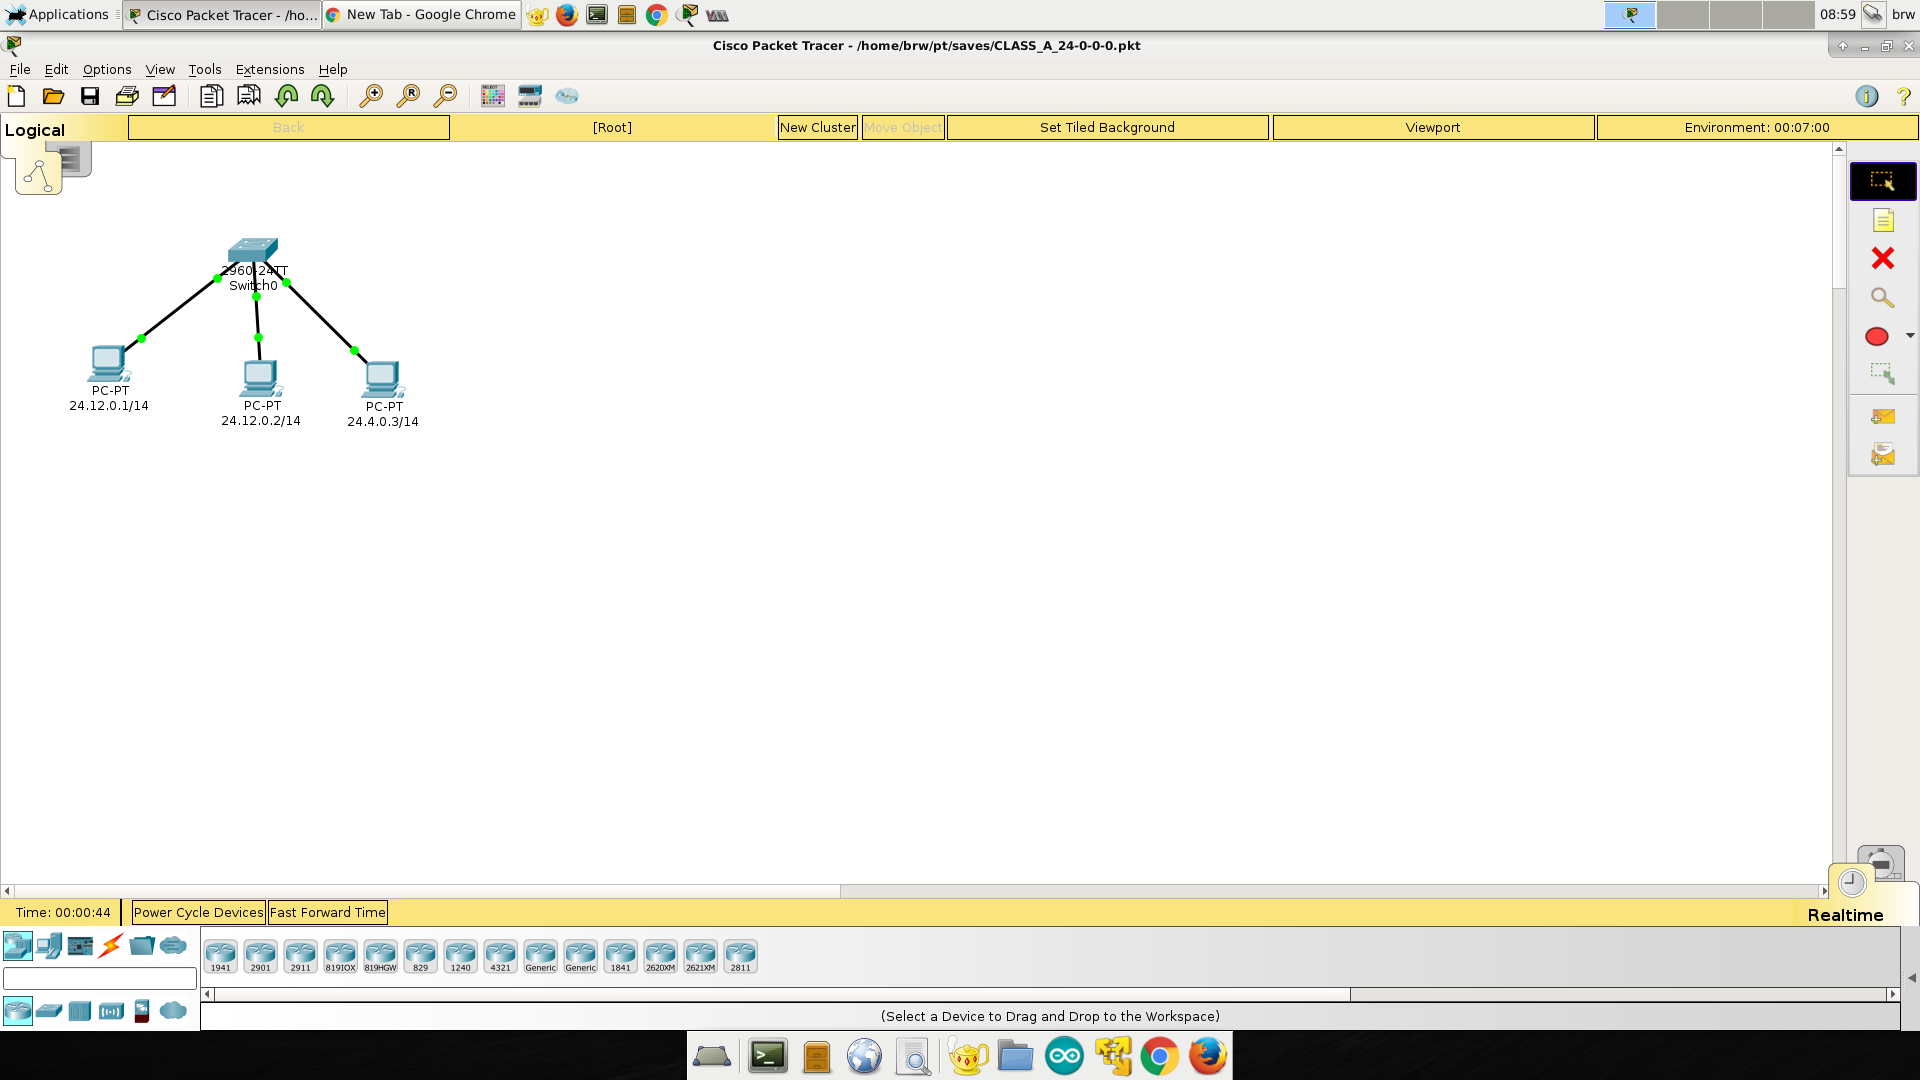 Applications
Cisco Packet Tracer - /ho...
New Tab - Google Chrome
08:59
brw
Cisco Packet Tracer - /home/brw/pt/saves/CLASS_A_24-0-0-0.pkt
File Edit Options View Tools Extensions Help
Logical
Back
[Root]
New Cluster
Move Object
Set Tiled Background
Viewport
Environment: 00:07:00
2960-24TT
Switch0
PC-PT
24.12.0.1/14
PC-PT
24.12.0.2/14
PC-PT
24.4.0.3/14
Time: 00:00:44
Power Cycle Devices
Fast Forward Time
Realtime
1941
2901
2911
819IOX
819HGW
829
1240
4321
Generic
Generic
1841
2620XM
2621XM
2811
(Select a Device to Drag and Drop to the Workspace)